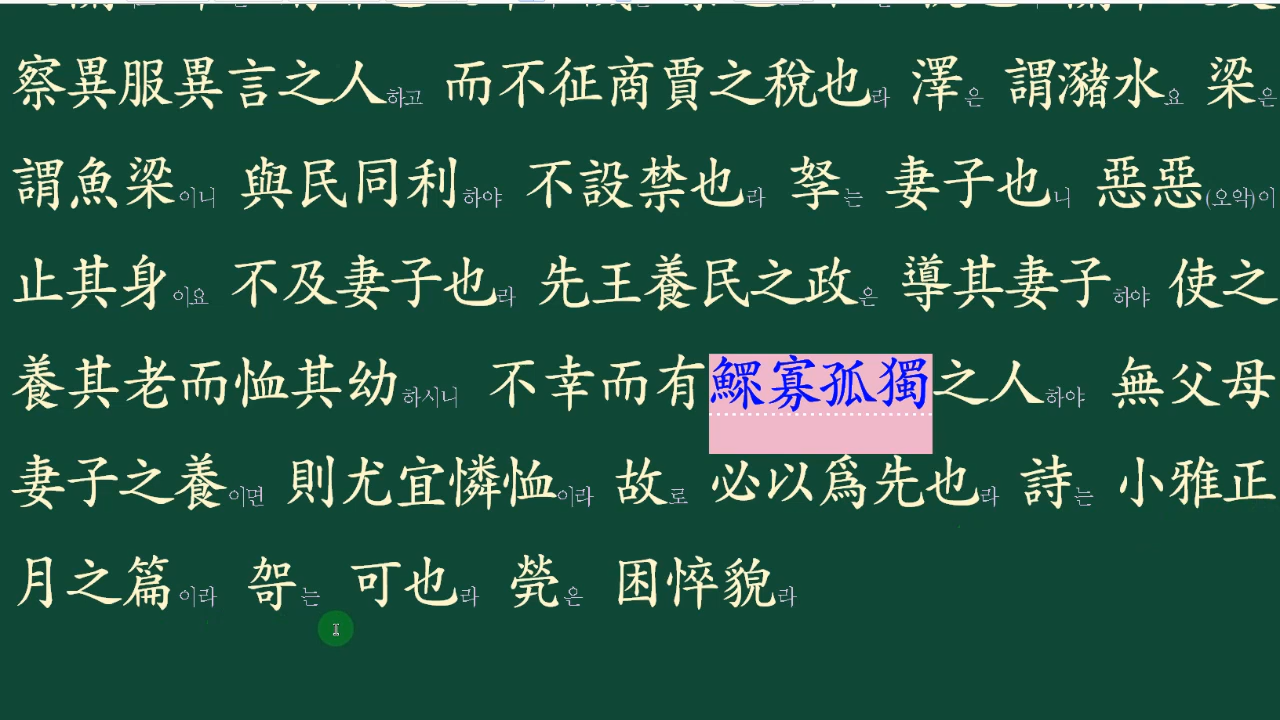 察異服異言之人하고 而不征商賈之稅也라 澤은 謂瀦水요 梁은
謂魚梁이니 與民同利하야 不設禁也라 孥는 妻子也니 惡惡(오악)이
止其身이요 不及妻子也라 先王養民之政은 導其妻子하야 使之
養其老而恤其幼하시니 不幸而有鰥寡孤獨之人하야 無父母
妻子之養이면 則尤宜憐恤이라 故로 必以爲先也라 詩는 小雅正
月之篇이라 哿는 可也라 㷀은 困悴貌라